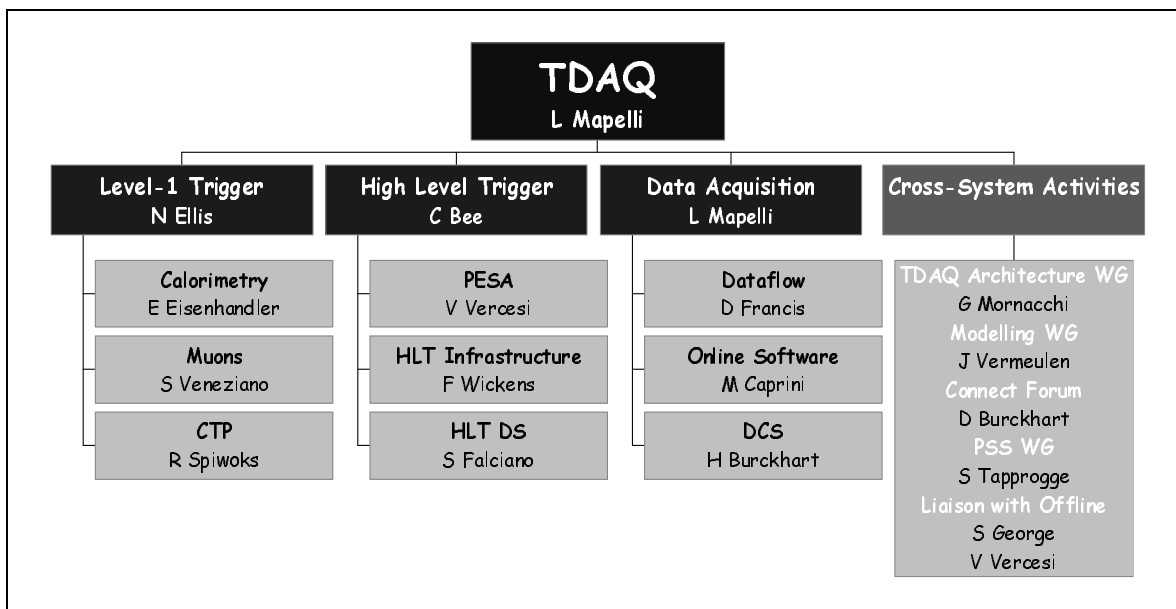 TDAQ
L Mapelli
Level-1 Trigger
N Ellis
High Level Trigger
C Bee
Data Acquisition
L Mapelli
Cross-System Activities
Calorimetry
E Eisenhandler
Muons
S Veneziano
CTP
R Spiwoks
PESA
V Vercesi
HLT Infrastructure
F Wickens
HLT DS
S Falciano
Dataflow
D Francis
Online Software
M Caprini
DCS
H Burckhart
TDAQ Architecture WG
G Mornacchi
Modelling WG
J Vermeulen
Connect Forum
D Burckhart
PSS WG
S Tapprogge
Liaison with Offline
S George
V Vercesi